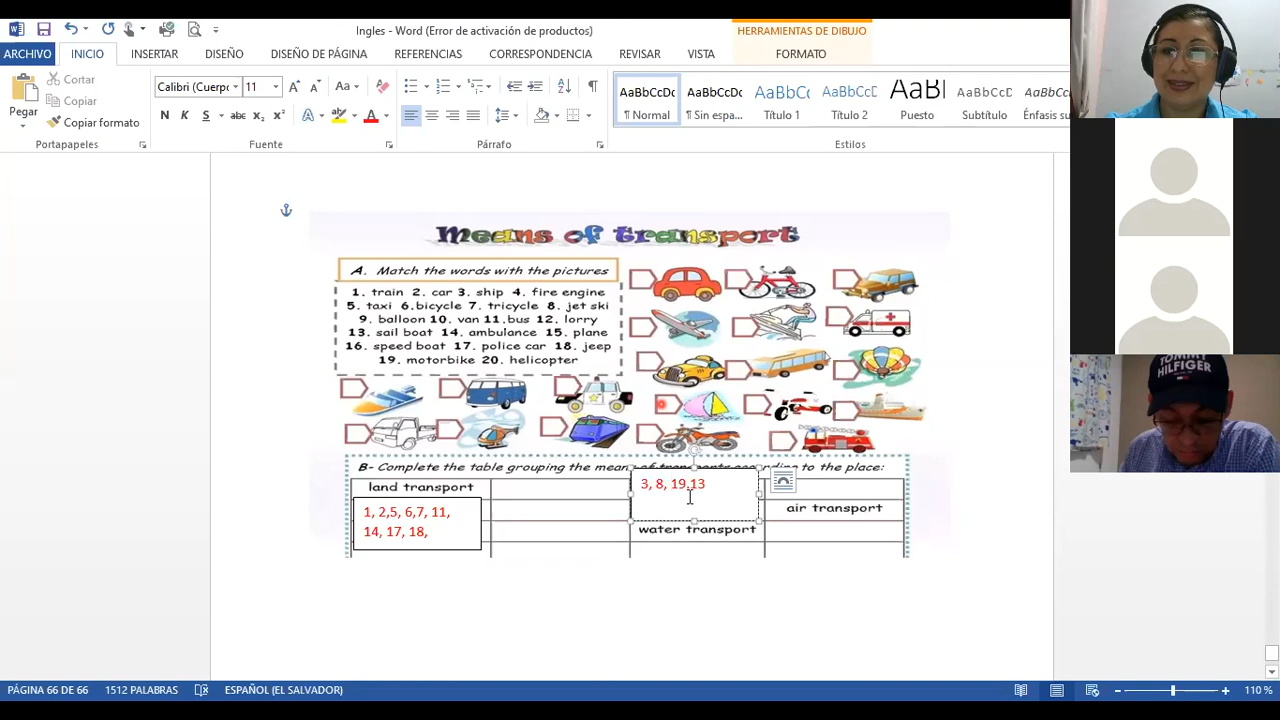 Ingles - Word (Error de activación de productos)
HERRAMIENTAS DE DIBUJO
ARCHIVO INICIO INSERTAR DISEÑO DISEÑO DE PÁGINA REFERENCIAS CORRESPONDENCIA REVISAR VISTA FORMATO
Pegar
Cortar
Copiar
Copiar formato
Portapapeles
Calibri (Cuerpo 11
A A Aa
N K S abc x₂ x² A A
Fuente
Párrafo
AaBbCcDc AaBbCcDc AaBbCc AaBbCcD AaBl AaBbCcD AaBbCcDc
¶ Normal ¶ Sin espa... Título 1 Título 2 Puesto Subtítulo Énfasis su
Estilos
Means of transport
A. Match the words with the pictures
1. train 2. car 3. ship 4. fire engine
5. taxi 6.bicycle 7. tricycle 8. jet ski
9. balloon 10. van 11,bus 12. lorry
13. sail boat 14. ambulance 15. plane
16. speed boat 17. police car 18. jeep
19. motorbike 20. helicopter
B- Complete the table grouping the means of transports according to the place:
land transport
1, 2,5, 6,7, 11,
14, 17, 18,
3, 8, 19,13
water transport
air transport
TOMMY
HILFIGER
PÁGINA 66 DE 66 1512 PALABRAS ESPAÑOL (EL SALVADOR) 110 %